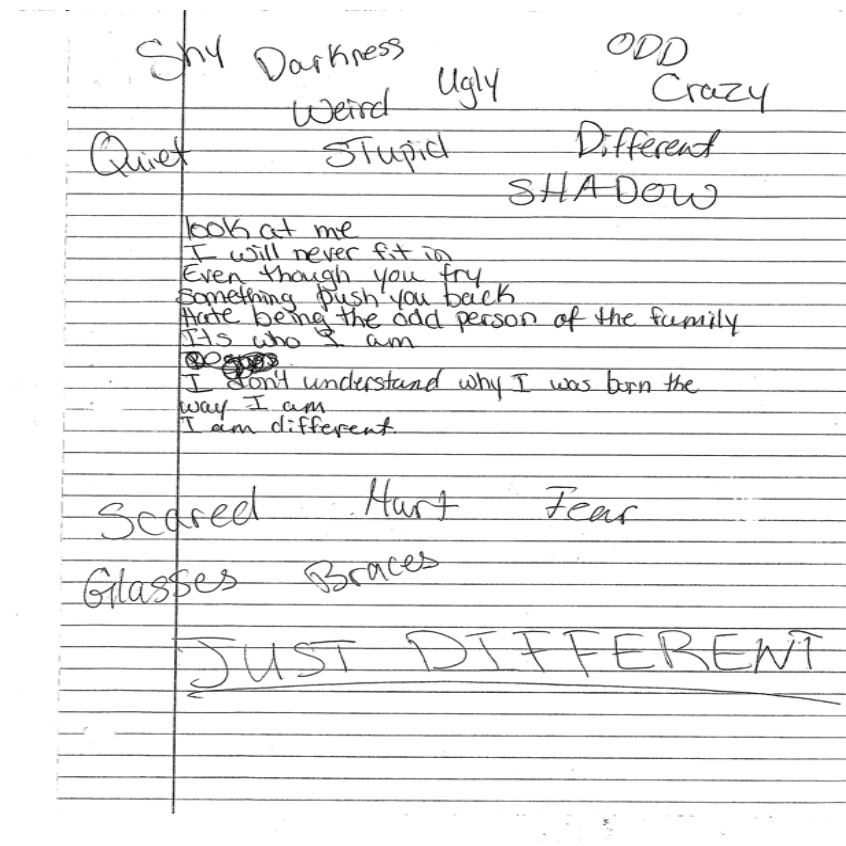 Shy Darkness ODD
Ugly Crazy
Weird
Quiet Stupid Different
SHADOW
look at me
I will never fit in
Even though you try
something push you back
Hate being the odd person of the family
Its who I am
I don't understand why I was born the
way I am
I am different.
Scared Hurt Fear
Glasses Braces
JUST DIFFERENT